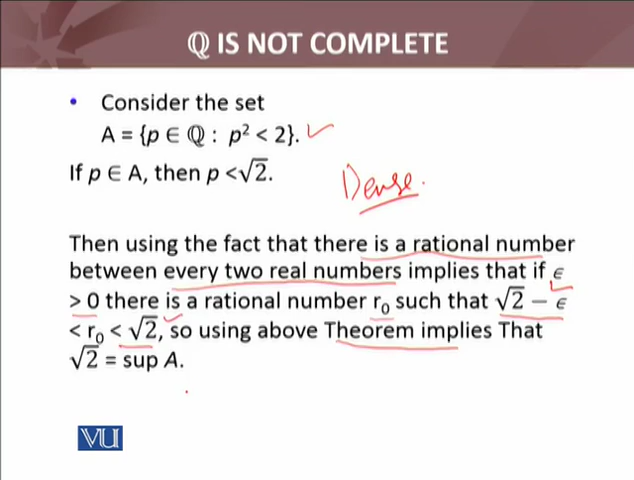 ℚ IS NOT COMPLETE
• Consider the set
A = {p ∈ ℚ : p² < 2}.
If p ∈ A, then p <√2.
Dense.
Then using the fact that there is a rational number
between every two real numbers implies that if ϵ
> 0 there is a rational number r₀ such that √2 − ϵ
< r₀ < √2, so using above Theorem implies That
√2 = sup A.
VU